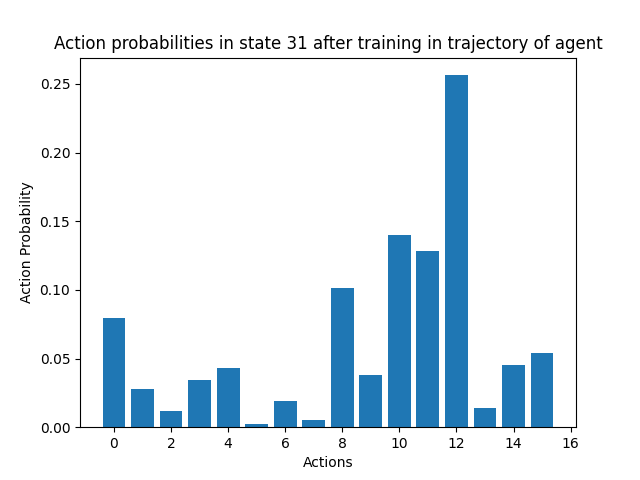 Action probabilities in state 31 after training in trajectory of agent
0.25
0.20
0.15
0.10
0.05
0.00
Action Probability
0 2 4 6 8 10 12 14 16
Actions